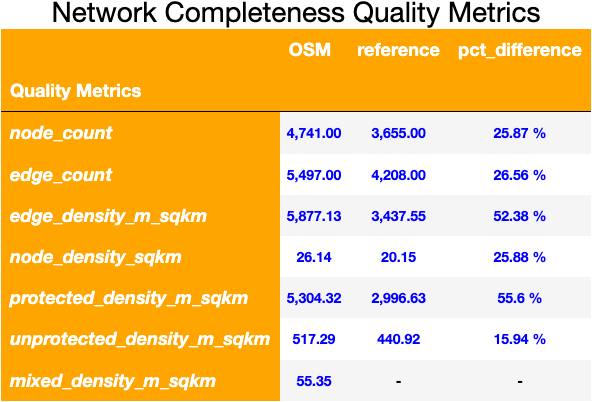 Network Completeness Quality Metrics
OSM reference pct_difference
Quality Metrics
node_count 4,741.00 3,655.00 25.87 %
edge_count 5,497.00 4,208.00 26.56 %
edge_density_m_sqkm 5,877.13 3,437.55 52.38 %
node_density_sqkm 26.14 20.15 25.88 %
protected_density_m_sqkm 5,304.32 2,996.63 55.6 %
unprotected_density_m_sqkm 517.29 440.92 15.94 %
mixed_density_m_sqkm 55.35 - -